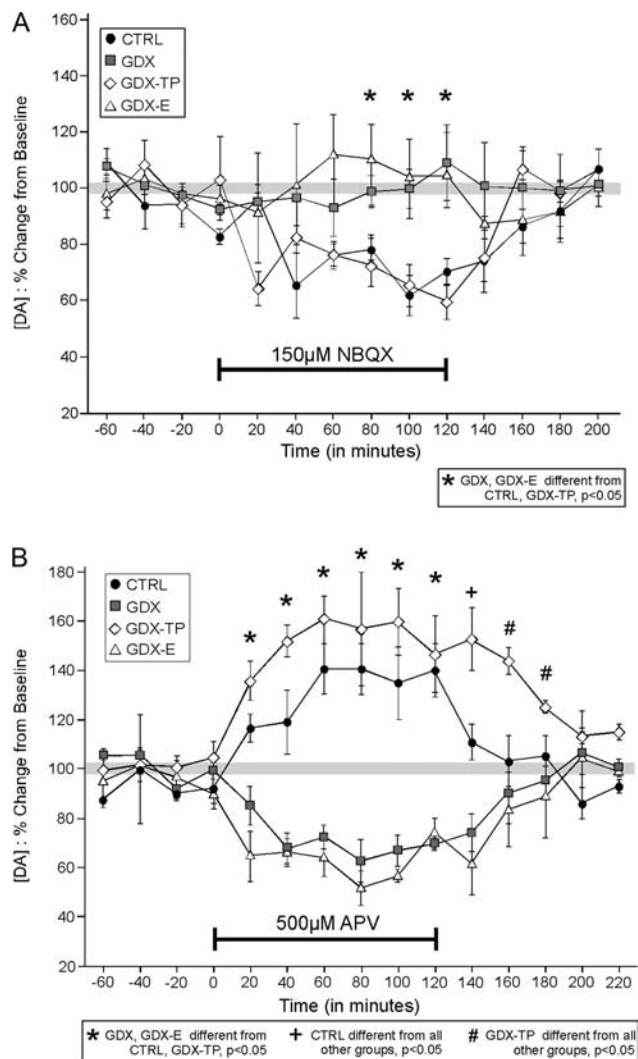 A
160
140
120
100
80
60
40
20
[DA] : % Change from Baseline
CTRL
GDX
GDX-TP
GDX-E
* * *
150µM NBQX
-60 -40 -20 0 20 40 60 80 100 120 140 160 180 200
Time (in minutes)
* GDX, GDX-E different from
CTRL, GDX-TP, p<0.05
B
180
160
140
120
100
80
60
40
20
[DA] : % Change from Baseline
CTRL
GDX
GDX-TP
GDX-E
* * * * * * + # #
500µM APV
-60 -40 -20 0 20 40 60 80 100 120 140 160 180 200 220
Time (in minutes)
* GDX, GDX-E different from
CTRL, GDX-TP, p<0.05
+ CTRL different from all
other groups, p<0.05
# GDX-TP different from all
other groups, p<0.05